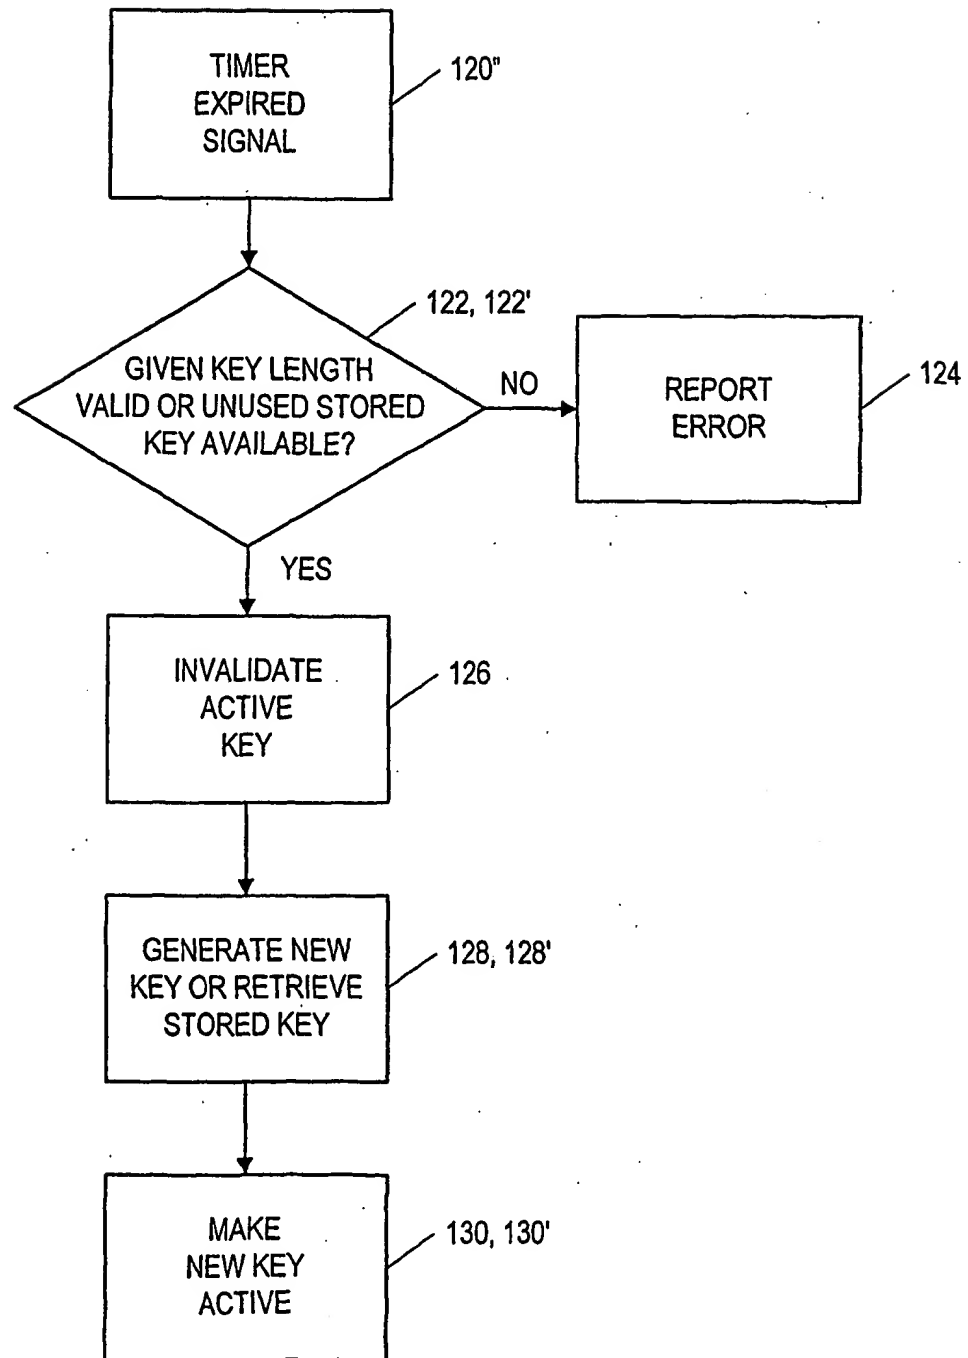 TIMER
EXPIRED
SIGNAL
120"
122, 122'
GIVEN KEY LENGTH
VALID OR UNUSED STORED
KEY AVAILABLE?
NO
REPORT
ERROR
124
YES
INVALIDATE
ACTIVE
KEY
126
GENERATE NEW
KEY OR RETRIEVE
STORED KEY
128, 128'
MAKE
NEW KEY
ACTIVE
130, 130'